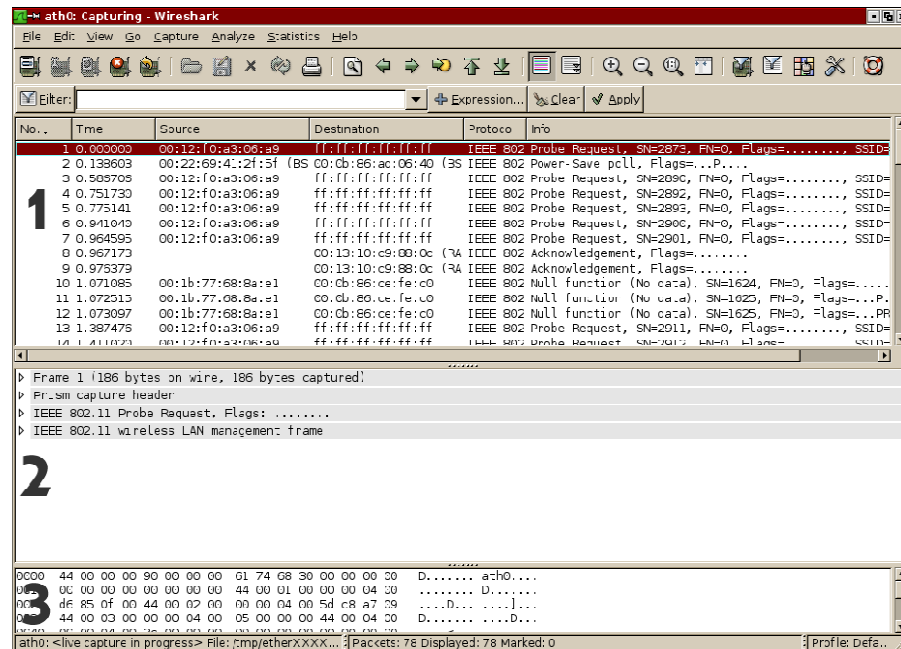 ath0: Capturing - Wireshark
File Edit View Go Capture Analyze Statistics Help
Filter: Expression... Clear Apply
No. . Time Source Destination Protoco Info
1 0.000000 00:12:f0:a3:06:a9 ff:ff:ff:ff:ff:ff IEEE 802 Probe Request, SN=2873, FN=0, Flags=........, SSID=
2 0.138603 00:22:69:41:2f:5f (BS 00:0b:86:ac:06:40 (BS IEEE 802 Power-Save poll, Flags=...P....
3 0.586706 00:12:f0:a3:06:a9 ff:ff:ff:ff:ff:ff IEEE 802 Probe Request, SN=2890, FN=0, Flags=........, SSID=
4 0.751730 00:12:f0:a3:06:a9 ff:ff:ff:ff:ff:ff IEEE 802 Probe Request, SN=2892, FN=0, Flags=........, SSID=
5 0.775141 00:12:f0:a3:06:a9 ff:ff:ff:ff:ff:ff IEEE 802 Probe Request, SN=2893, FN=0, Flags=........, SSID=
6 0.941040 00:12:f0:a3:06:a9 ff:ff:ff:ff:ff:ff IEEE 802 Probe Request, SN=2900, FN=0, Flags=........, SSID=
7 0.964595 00:12:f0:a3:06:a9 ff:ff:ff:ff:ff:ff IEEE 802 Probe Request, SN=2901, FN=0, Flags=........, SSID=
8 0.967173 00:13:10:c9:88:0c (RA IEEE 802 Acknowledgement, Flags=........
9 0.976379 00:13:10:c9:88:0c (RA IEEE 802 Acknowledgement, Flags=........
10 1.071085 00:1b:77:68:8a:e1 00:0b:86:ce:fe:c0 IEEE 802 Null function (No data), SN=1624, FN=0, Flags=.....
11 1.072515 00:1b:77:68:8a:e1 00:0b:86:ce:fe:c0 IEEE 802 Null function (No data), SN=1625, FN=0, Flags=...P.
12 1.073097 00:1b:77:68:8a:e1 00:0b:86:ce:fe:c0 IEEE 802 Null function (No data), SN=1625, FN=0, Flags=...PR
13 1.387476 00:12:f0:a3:06:a9 ff:ff:ff:ff:ff:ff IEEE 802 Probe Request, SN=2911, FN=0, Flags=........, SSID=
1
Frame 1 (186 bytes on wire, 186 bytes captured)
Prism capture header
IEEE 802.11 Probe Request, Flags: ........
IEEE 802.11 wireless LAN management frame
2
0000 44 00 00 00 90 00 00 00 61 74 68 30 00 00 00 00 D....... ath0....
00 00 00 00 00 00 00 00 44 00 01 00 00 00 04 00 ........ D.......
d6 85 0f 00 44 00 02 00 00 00 04 00 5d c8 a7 09 ....D... ....]...
44 00 03 00 00 00 04 00 05 00 00 00 44 00 04 00 D....... ....D...
3
ath0: <live capture in progress> File: /tmp/etherXXXX... Packets: 78 Displayed: 78 Marked: 0 Profile: Defa..